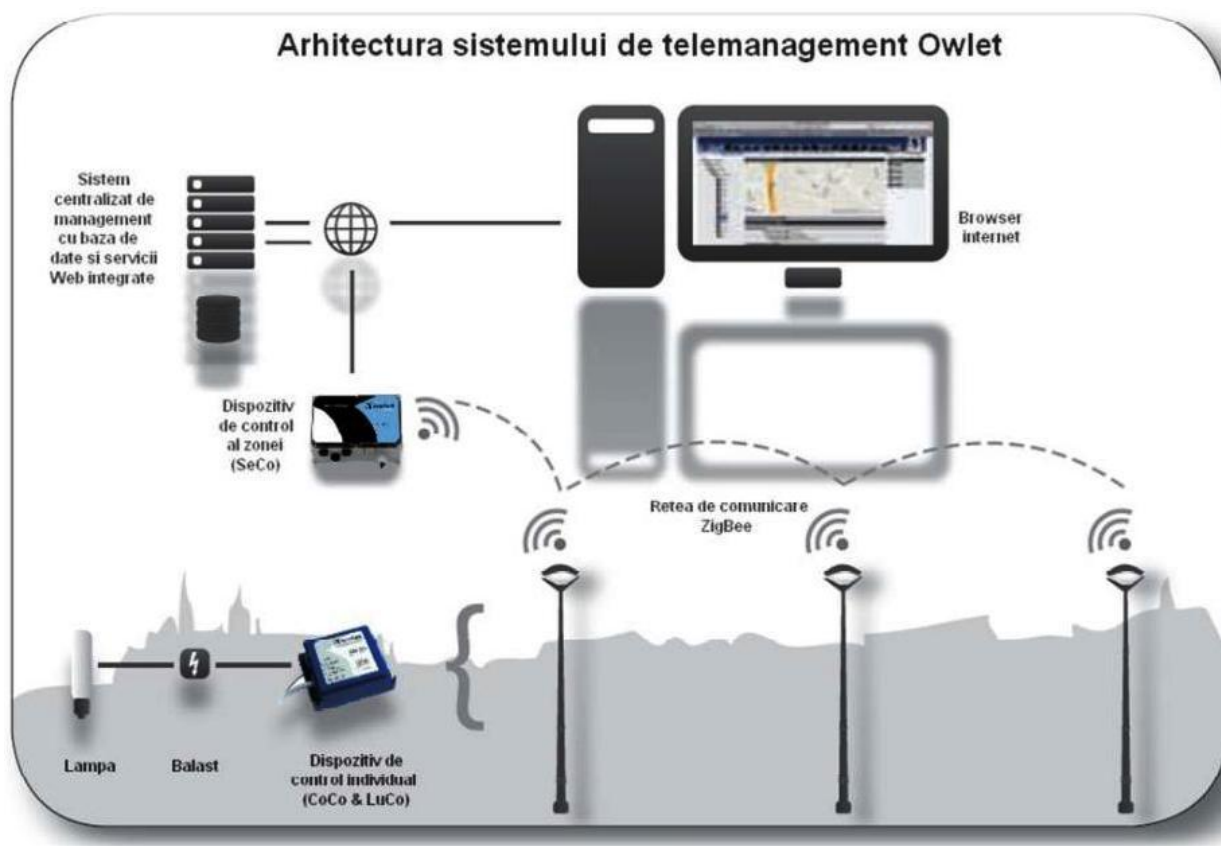 Arhitectura sistemului de telemanagement Owlet
Sistem
centralizat de
management
cu baza de
date si servicii
Web integrate
Browser
internet
Dispozitiv
de control
al zonei
(SeCo)
Retea de comunicare
ZigBee
Lampa
Balast
Dispozitiv de
control individual
(CoCo & LuCo)